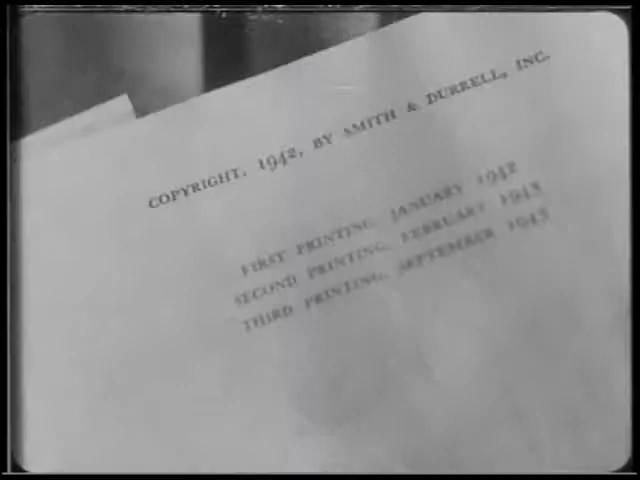 COPYRIGHT, 1942, BY SMITH & DURRELL, INC.
FIRST PRINTING, JANUARY 1942
SECOND PRINTING, FEBRUARY 1943
THIRD PRINTING, SEPTEMBER 1943